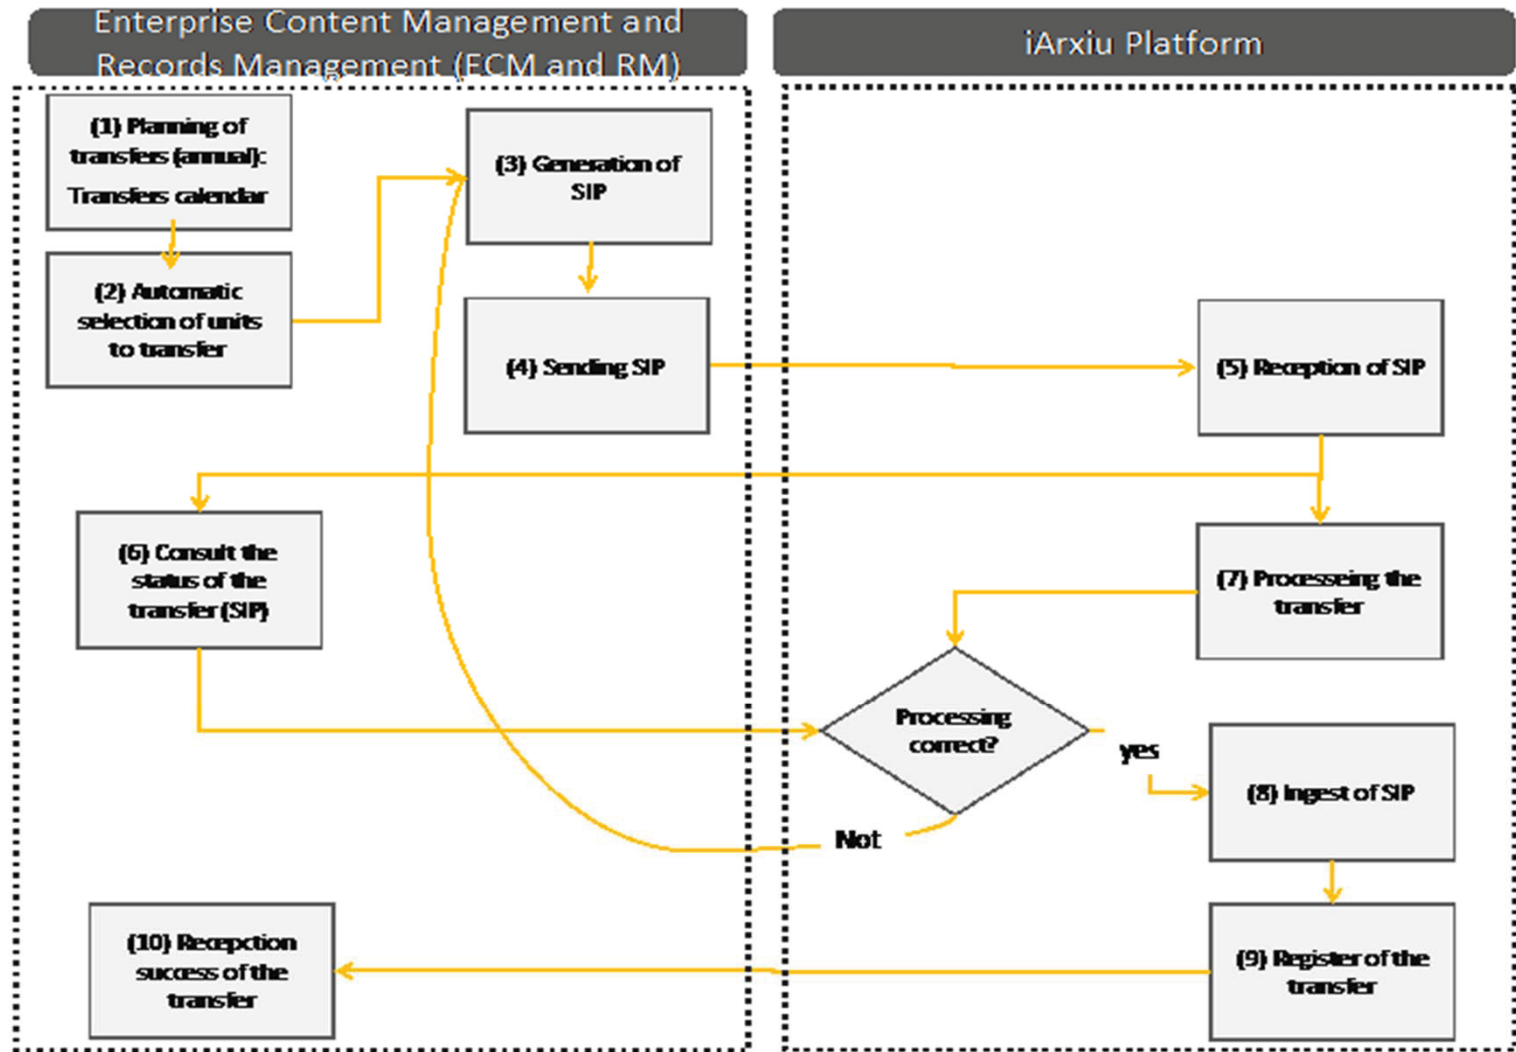 Enterprise Content Management and
Records Management (ECM and RM)
iArxiu Platform
(1) Planning of
transfers (annual):
Transfers calendar
(2) Automatic
selection of units
to transfer
(3) Generation of
SIP
(4) Sending SIP
(5) Reception of SIP
(6) Consult the
status of the
transfer (SIP)
(7) Processeing the
transfer
Processing
correct?
yes
Not
(8) Ingest of SIP
(9) Register of the
transfer
(10) Recepction
success of the
transfer